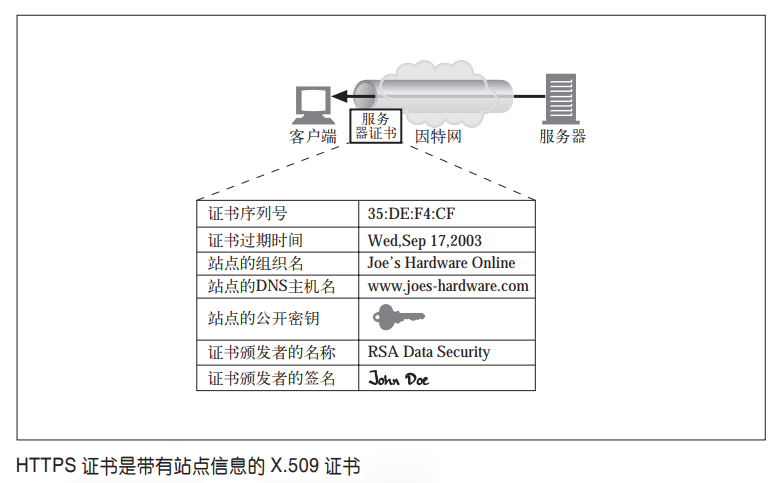 客户端
服务
器证书
因特网
服务器
证书序列号 35:DE:F4:CF
证书过期时间 Wed,Sep 17,2003
站点的组织名 Joe's Hardware Online
站点的DNS主机名 www.joes-hardware.com
站点的公开密钥
证书颁发者的名称 RSA Data Security
证书颁发者的签名 John Doe
HTTPS 证书是带有站点信息的 X.509 证书